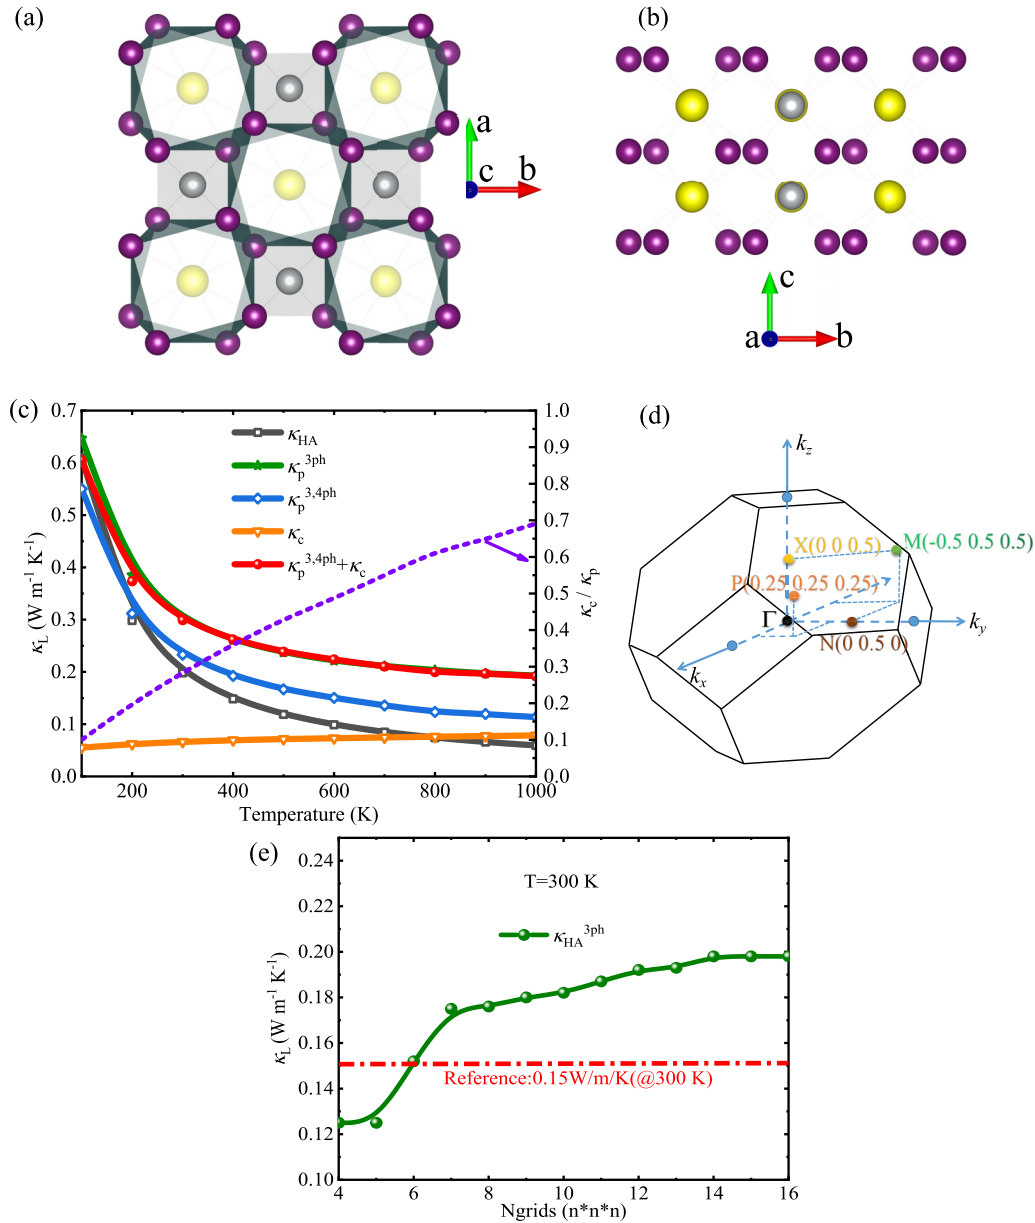 (a)
a
c
b
(b)
c
a
b
(c)
0.7
0.6
0.5
0.4
0.3
0.2
0.1
0.0
κL (W m-1 K-1)
κHA
κp3ph
κp3,4ph
κc
κp3,4ph+κc
1.0
0.9
0.8
0.7
0.6
0.5
0.4
0.3
0.2
0.1
0.0
κc / κp
200 400 600 800 1000
Temperature (K)
(d)
kz
X(0 0 0.5)
M(-0.5 0.5 0.5)
P(0.25 0.25 0.25)
Γ
ky
N(0 0.5 0)
kx
(e)
0.24
0.22
0.20
0.18
0.16
0.14
0.12
0.10
κL (W m-1 K-1)
T=300 K
κHA3ph
Reference:0.15W/m/K(@300 K)
4 6 8 10 12 14 16
Ngrids (n*n*n)